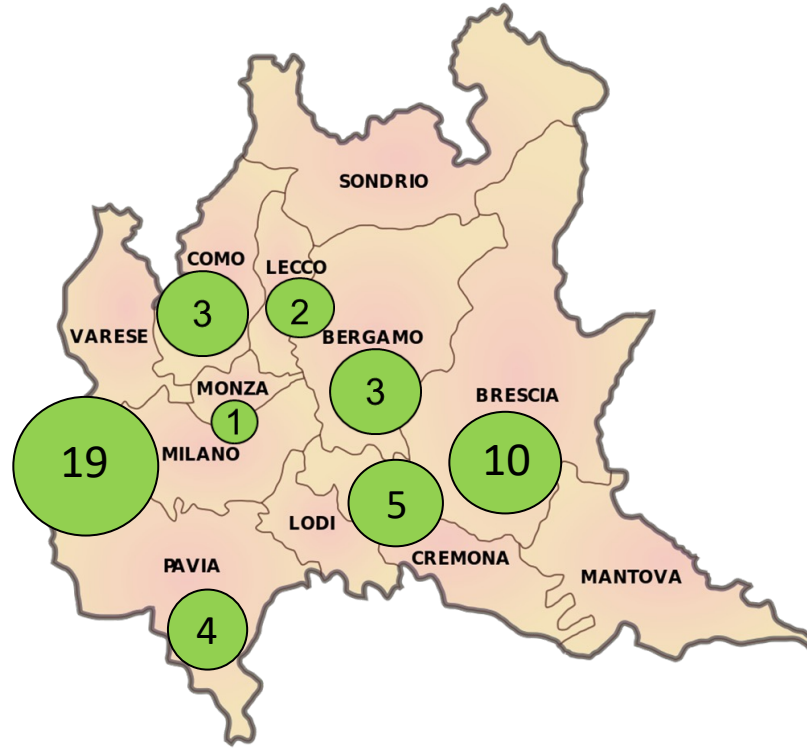 SONDRIO
COMO
LECCO
3
2
VARESE
BERGAMO
MONZA
3
BRESCIA
1
MILANO
19
10
5
LODI
CREMONA
PAVIA
MANTOVA
4